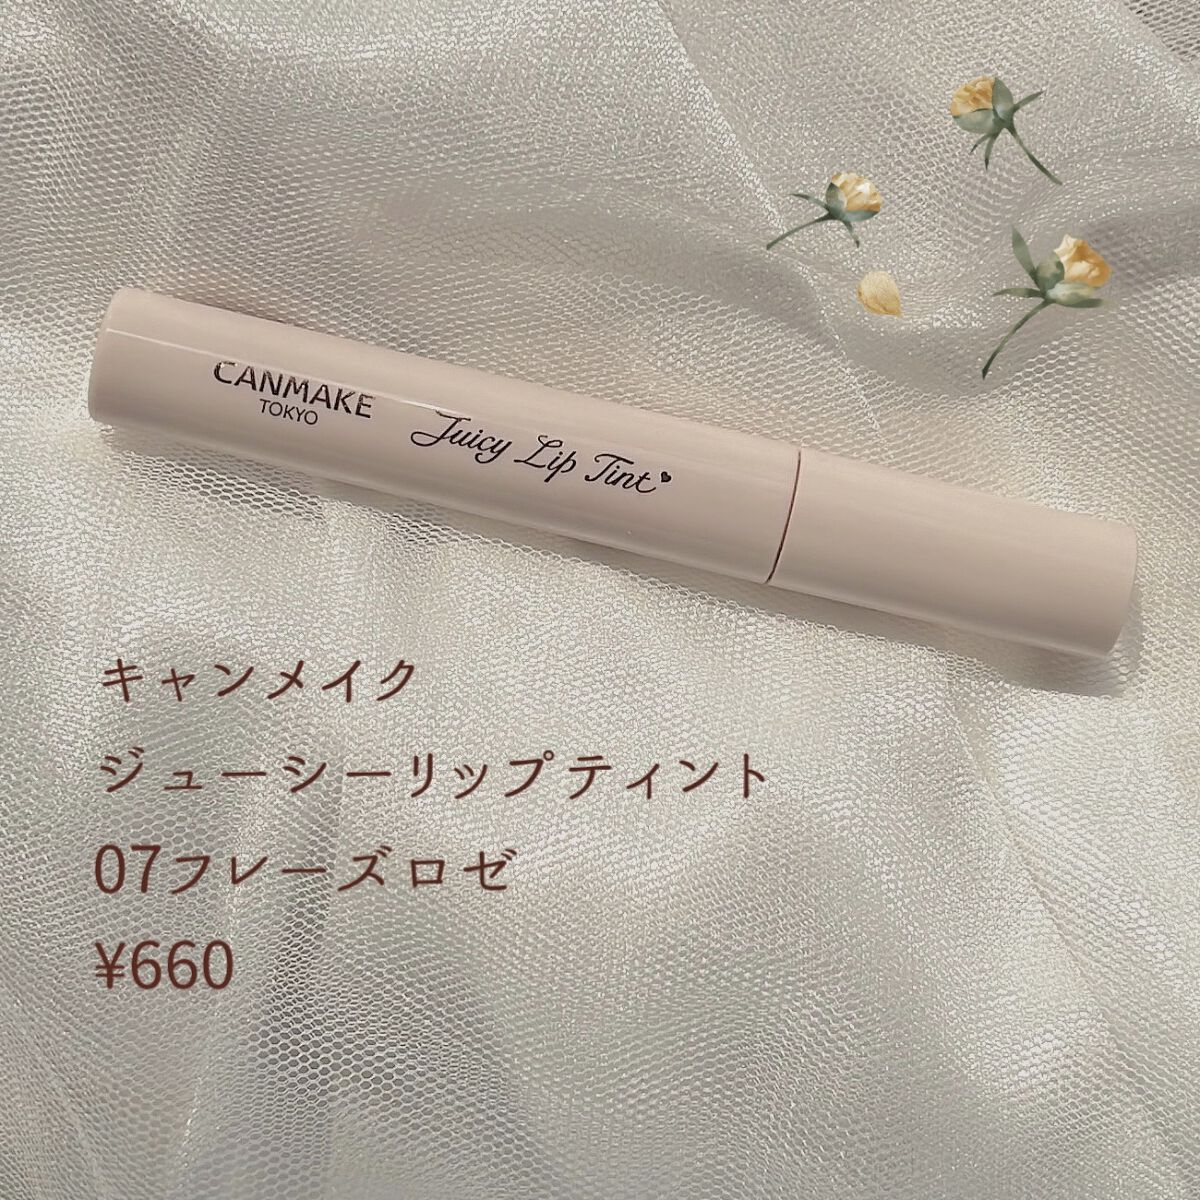 CANMAKE
TOKYO
Juicy Lip Tint
キャンメイク
ジューシーリップティント
07フレーズロゼ
¥660